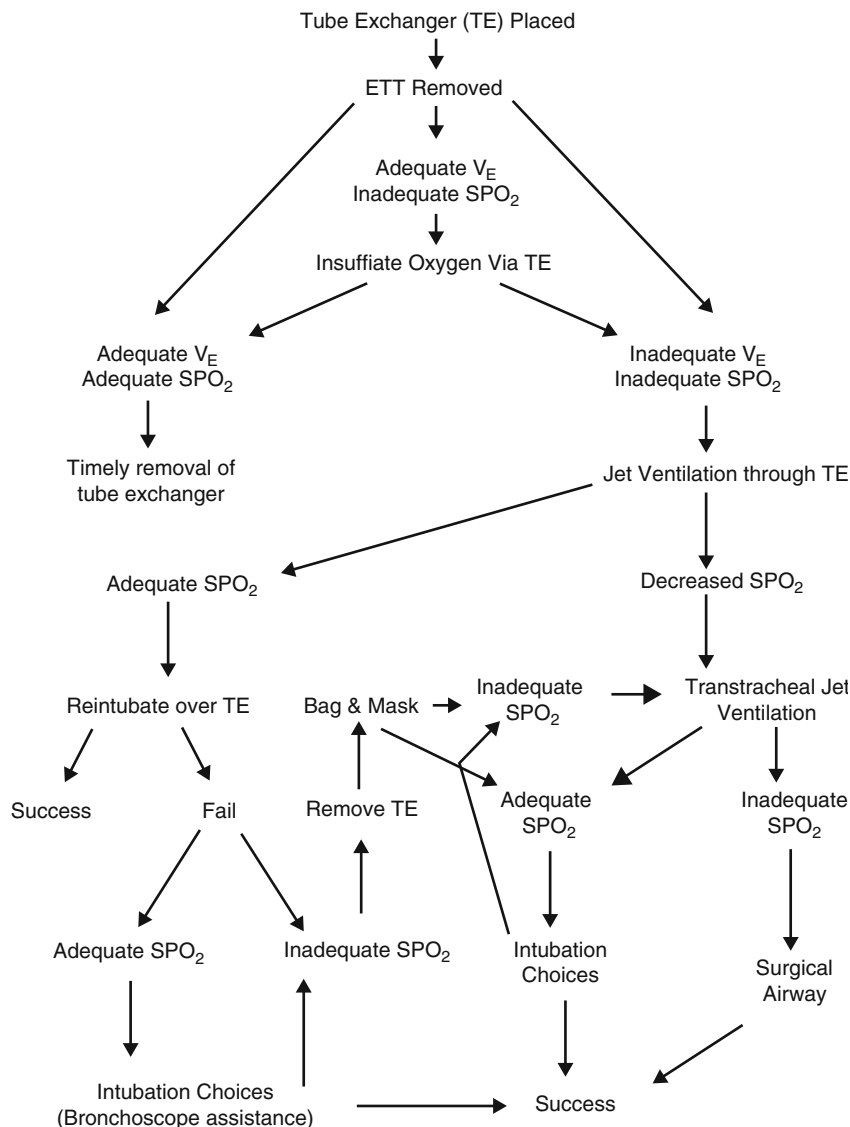 Tube Exchanger (TE) Placed
ETT Removed
Adequate VE
Inadequate SPO2
Insuffiate Oxygen Via TE
Adequate VE
Adequate SPO2
Inadequate VE
Inadequate SPO2
Timely removal of
tube exchanger
Jet Ventilation through TE
Adequate SPO2
Decreased SPO2
Reintubate over TE
Bag & Mask
Inadequate
SPO2
Transtracheal Jet
Ventilation
Success
Fail
Remove TE
Adequate
SPO2
Inadequate
SPO2
Adequate SPO2
Inadequate SPO2
Intubation
Choices
Surgical
Airway
Intubation Choices
(Bronchoscope assistance)
Success